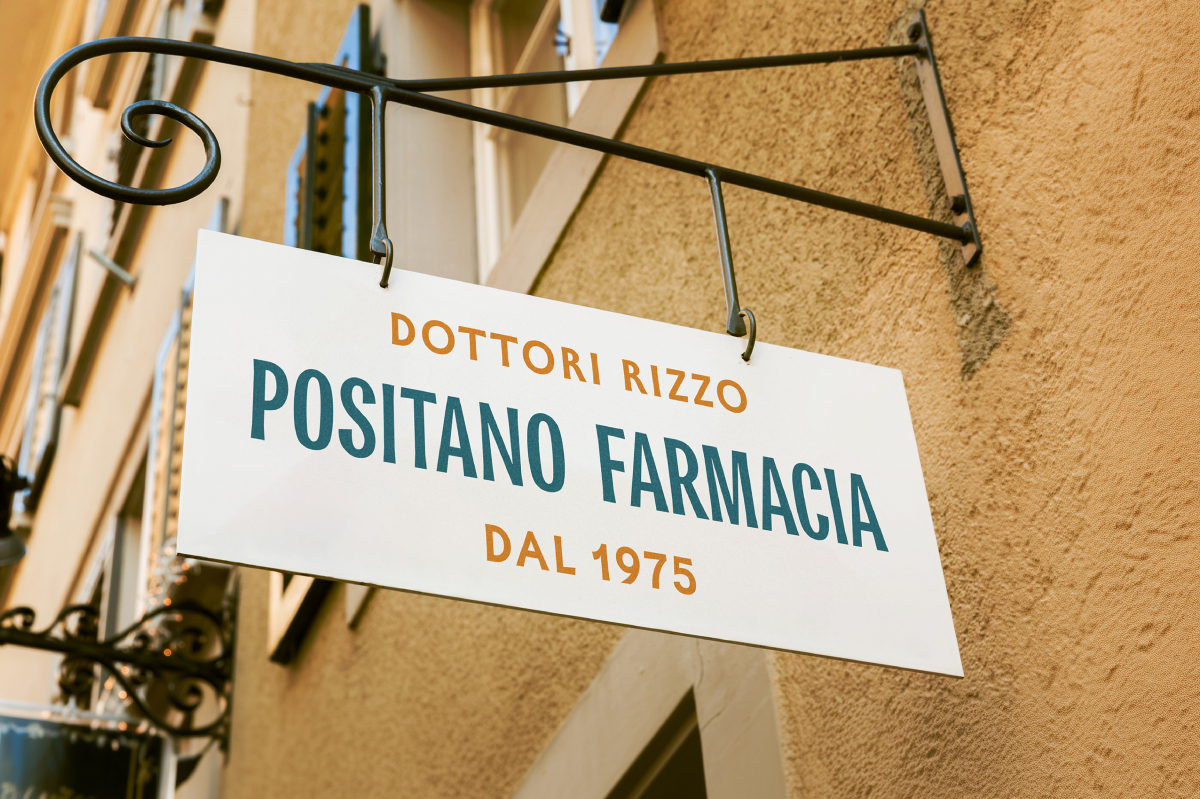 DOTTORI RIZZO
POSITANO FARMACIA
DAL 1975